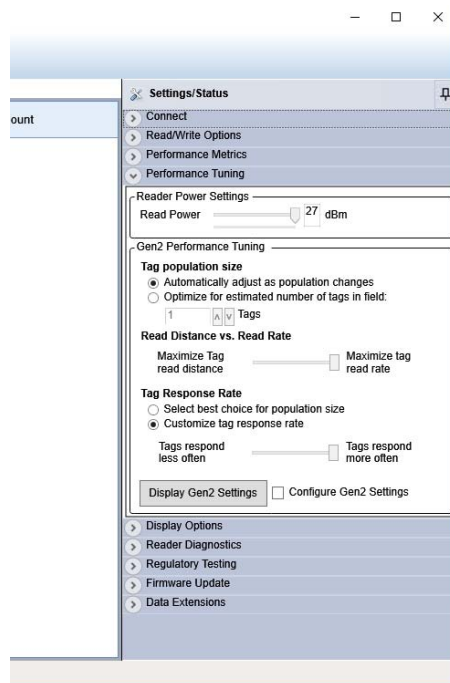 Settings/Status
ount
Connect
Read/Write Options
Performance Metrics
Performance Tuning
Reader Power Settings
Read Power 27 dBm
Gen2 Performance Tuning
Tag population size
Automatically adjust as population changes
Optimize for estimated number of tags in field:
1 Tags
Read Distance vs. Read Rate
Maximize Tag Maximize tag
read distance read rate
Tag Response Rate
Select best choice for population size
Customize tag response rate
Tags respond Tags respond
less often more often
Display Gen2 Settings Configure Gen2 Settings
Display Options
Reader Diagnostics
Regulatory Testing
Firmware Update
Data Extensions